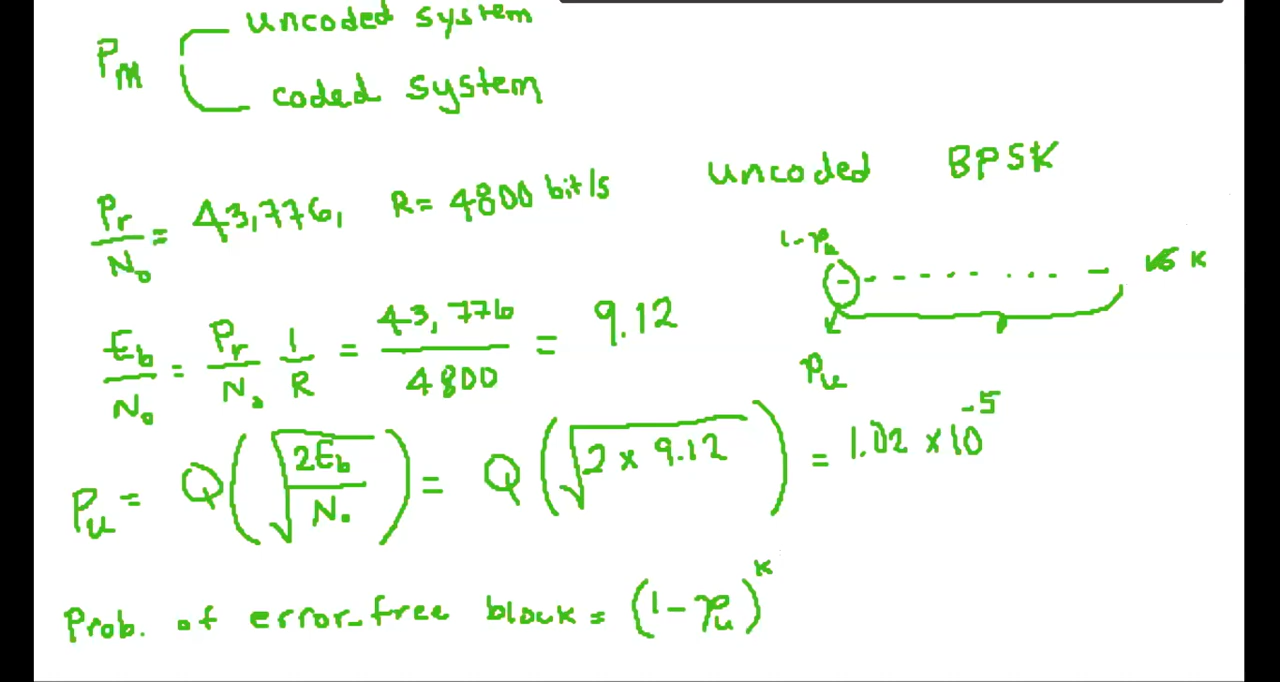 uncoded system
P_M
coded system
uncoded BPSK
P_r/N_0 = 43,776, R = 4800 bit/s
1-p_u
- - - - - . . . - K
E_b/N_0 = P_r/N_0 1/R = 43,776/4800 = 9.12
p_u
P_u = Q(√(2E_b/N_0)) = Q(√(2 × 9.12)) = 1.02 × 10^-5
Prob. of error-free block = (1 - p_u)^K